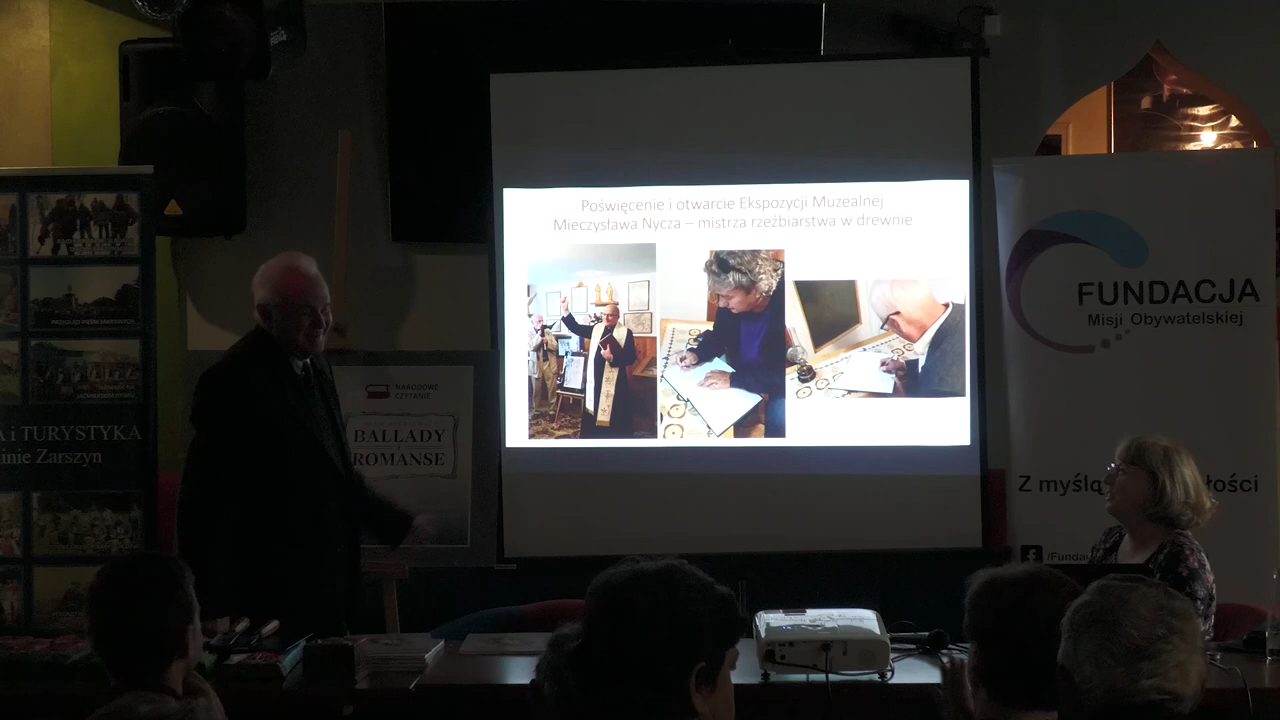 Poświęcenie i otwarcie Ekspozycji Muzealnej
Mieczysława Nycza – mistrza rzeźbiarstwa w drewnie
A i TURYSTYKA
inie Zarszyn
NARODOWE
CZYTANIE
BALLADY
ROMANSE
FUNDACJA
Misji Obywatelskiej
Z myślą
łości
/Funda